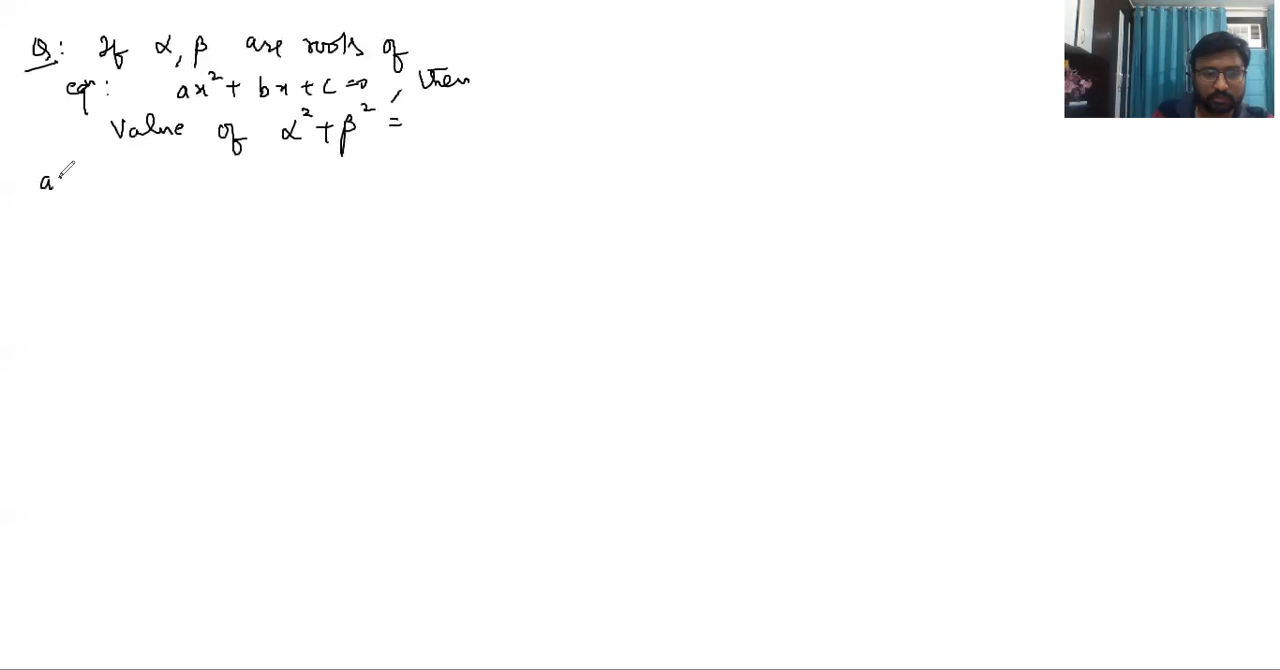 Q: If α, β are roots of
eqn: ax² + bx + c = 0, then
Value of α² + β² =
a